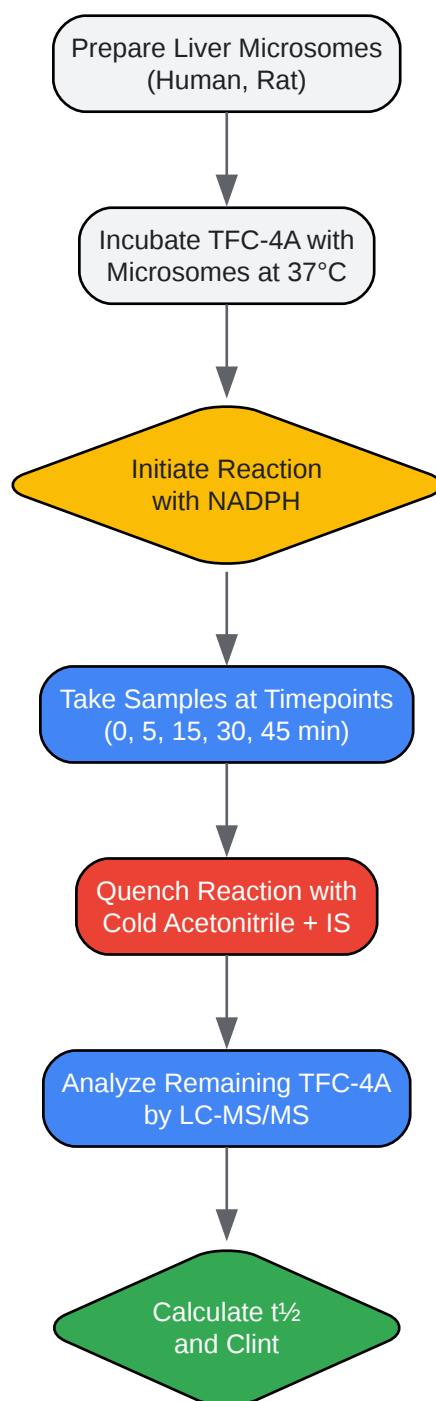 Prepare Liver Microsomes
(Human, Rat)
Incubate TFC-4A with
Microsomes at 37°C
Initiate Reaction
with NADPH
Take Samples at Timepoints
(0, 5, 15, 30, 45 min)
Quench Reaction with
Cold Acetonitrile + IS
Analyze Remaining TFC-4A
by LC-MS/MS
Calculate t½
and Clint